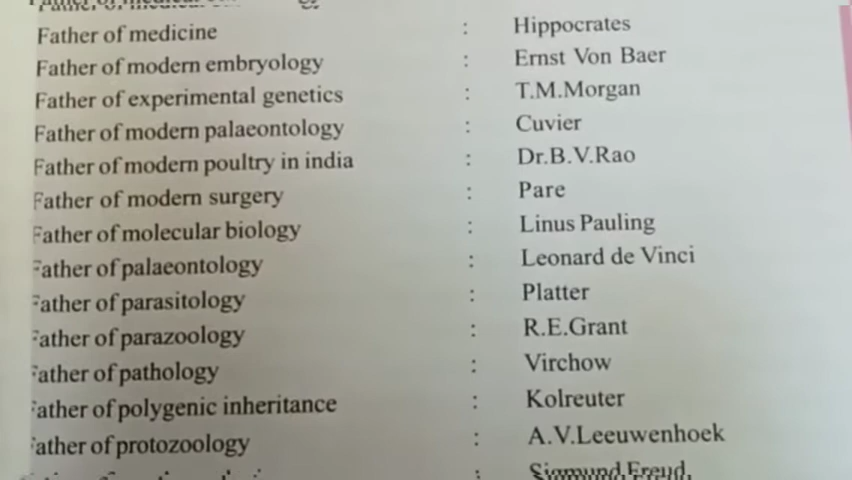 Father of medicine : Hippocrates
Father of modern embryology : Ernst Von Baer
Father of experimental genetics : T.M.Morgan
Father of modern palaeontology : Cuvier
Father of modern poultry in india : Dr.B.V.Rao
Father of modern surgery : Pare
Father of molecular biology : Linus Pauling
Father of palaeontology : Leonard de Vinci
Father of parasitology : Platter
Father of parazoology : R.E.Grant
Father of pathology : Virchow
Father of polygenic inheritance : Kolreuter
Father of protozoology : A.V.Leeuwenhoek
: Sigmund Freud